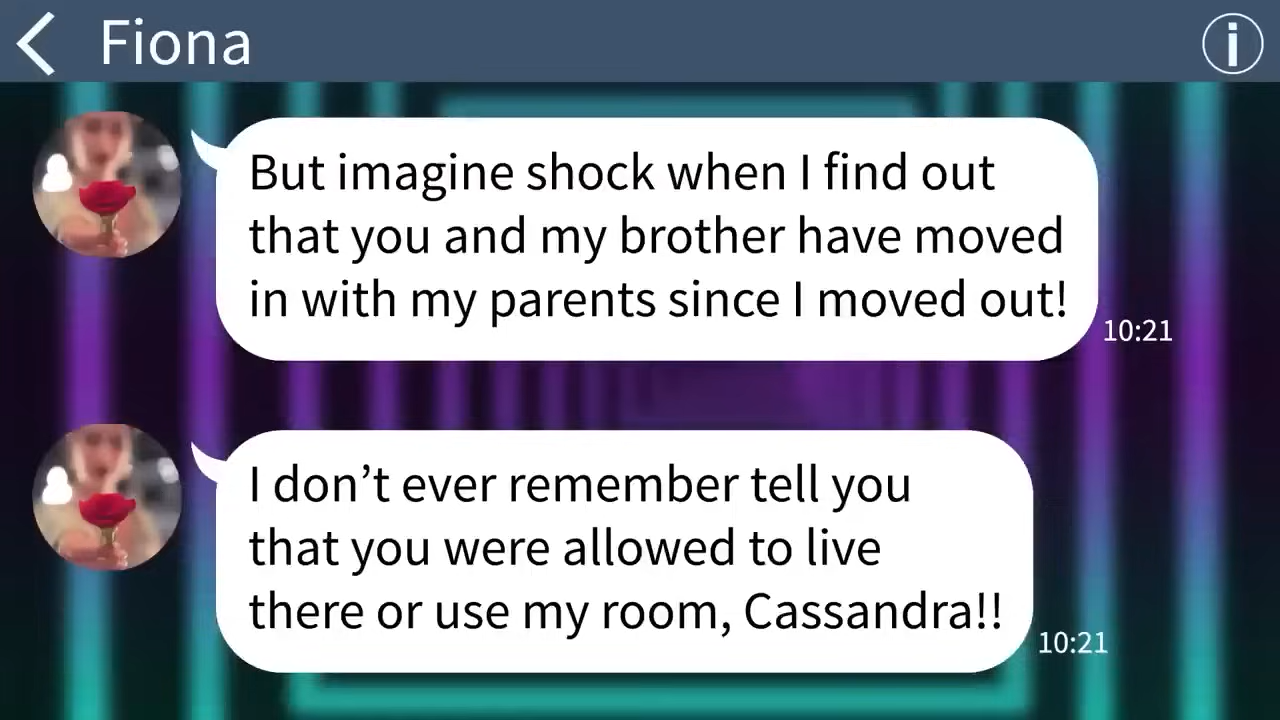 Fiona
But imagine shock when I find out
that you and my brother have moved
in with my parents since I moved out!
10:21
I don’t ever remember tell you
that you were allowed to live
there or use my room, Cassandra!!
10:21